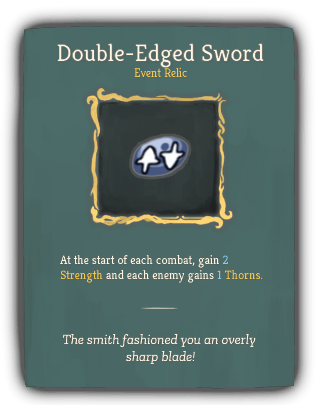 Double-Edged Sword
Event Relic
At the start of each combat, gain 2
Strength and each enemy gains 1 Thorns.
The smith fashioned you an overly
sharp blade!